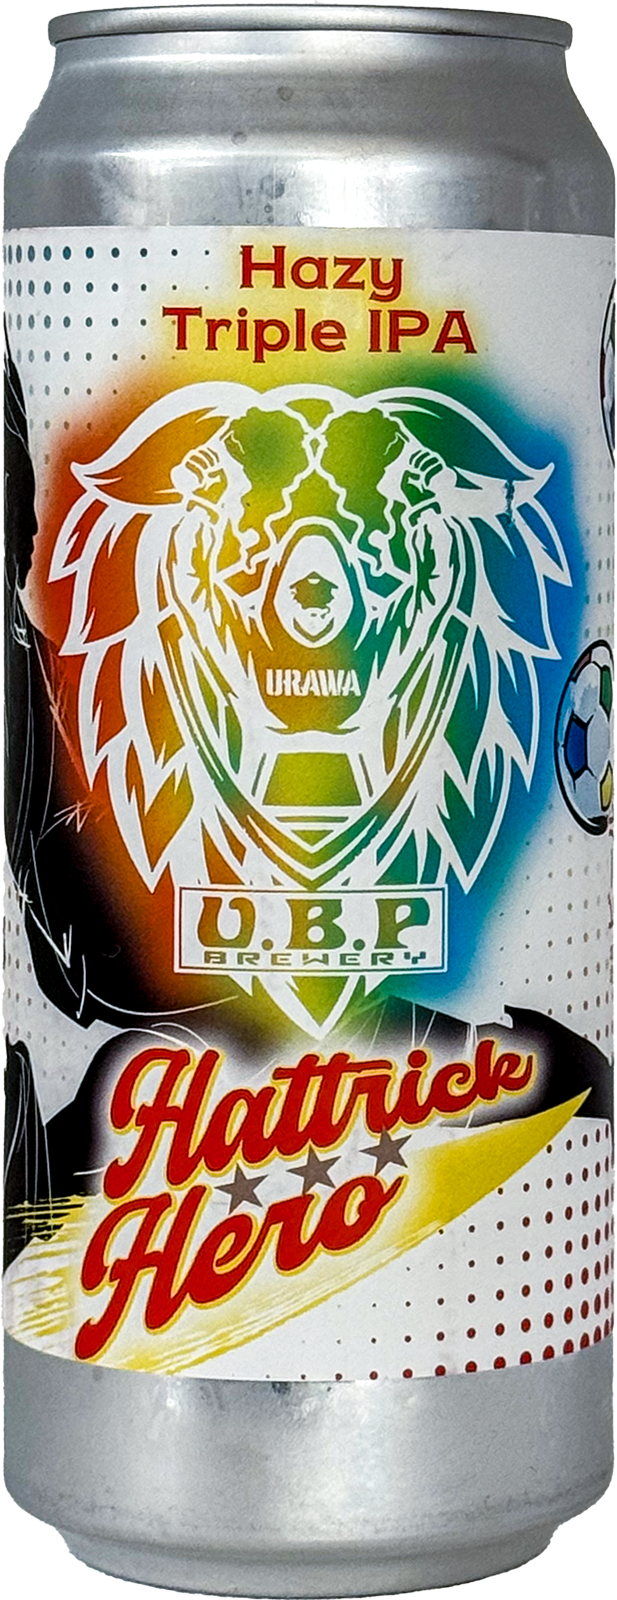 Hazy
Triple IPA
URAWA
U.B.P
BREWERY
Hattrick
Hero